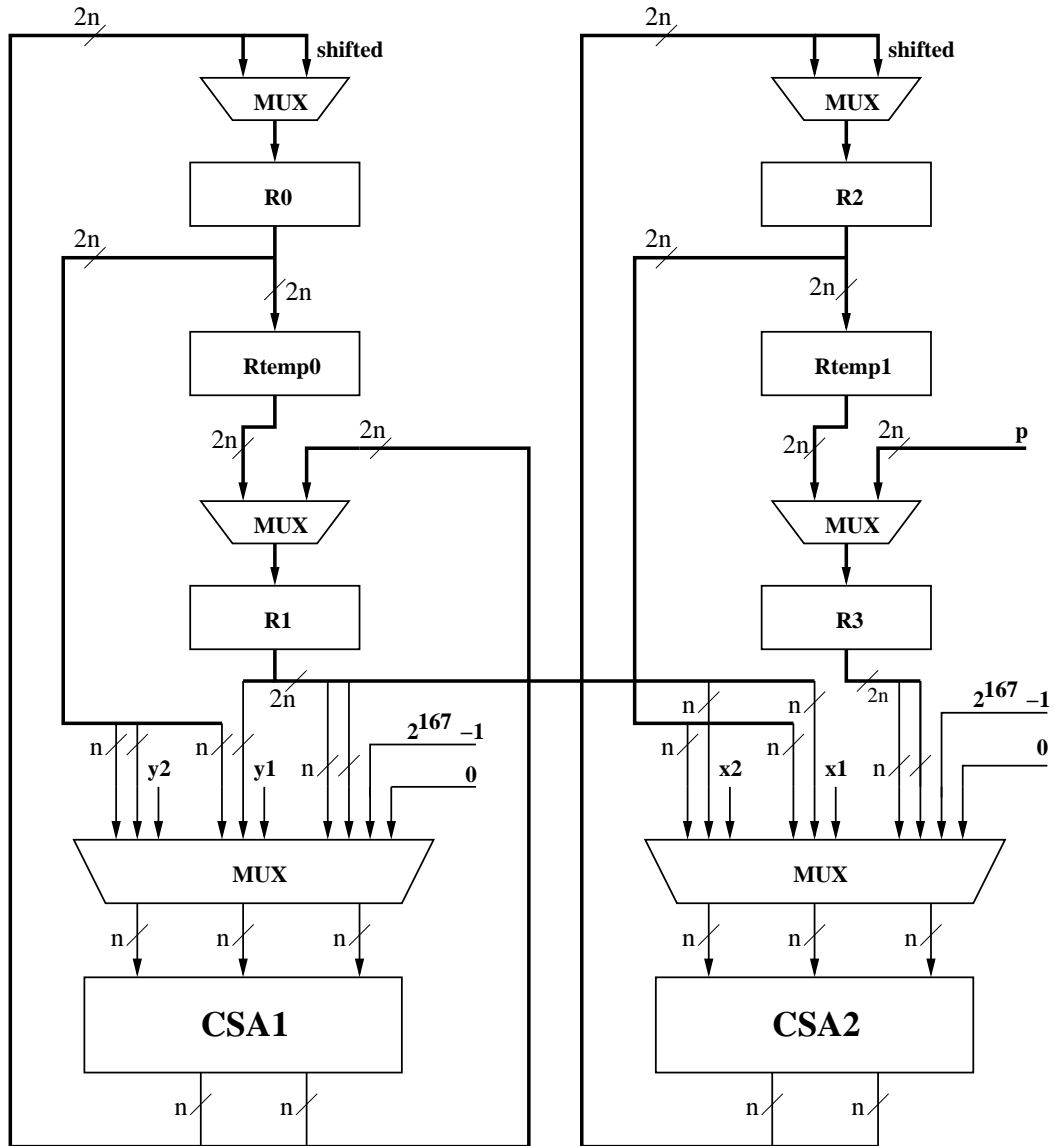 2n 2n
shifted shifted
MUX MUX
R0 R2
2n 2n
2n 2n
Rtemp0 Rtemp1
2n 2n 2n 2n p
MUX MUX
R1 R3
2n 2n
n n 2^167 −1
2^167 −1
n n n n n n
0 0
y2 y1 x2 x1
MUX MUX
n n n n n n
CSA1 CSA2
n n n n